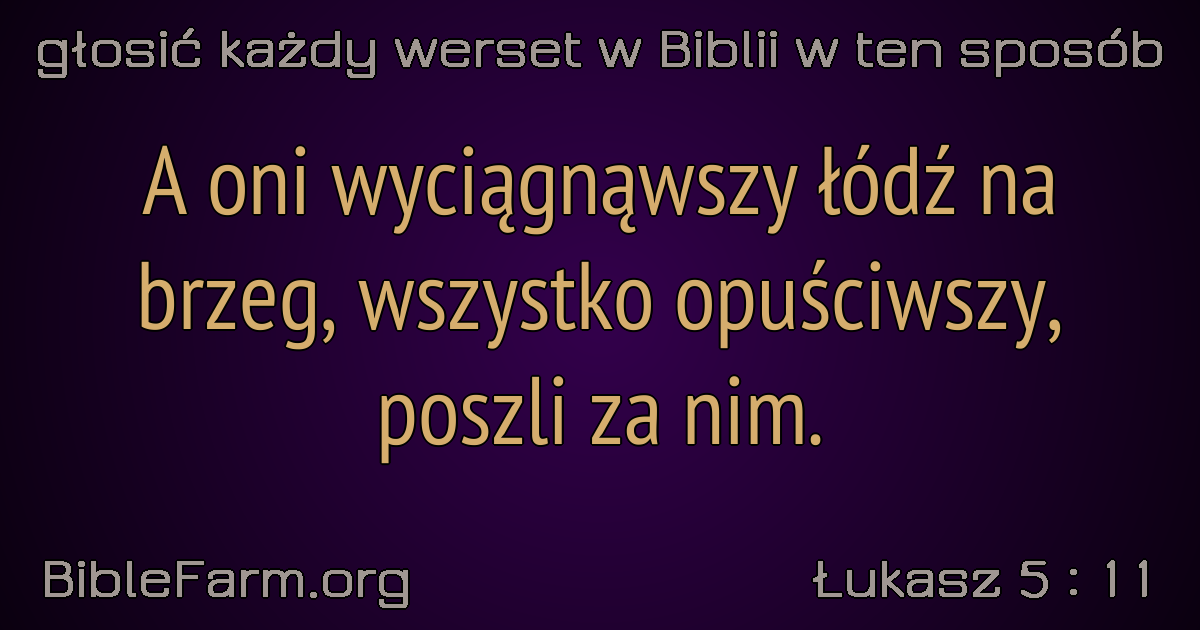 głosić każdy werset w Biblii w ten sposób
A oni wyciągnąwszy łódź na
brzeg, wszystko opuściwszy,
poszli za nim.
BibleFarm.org
Łukasz 5 : 11